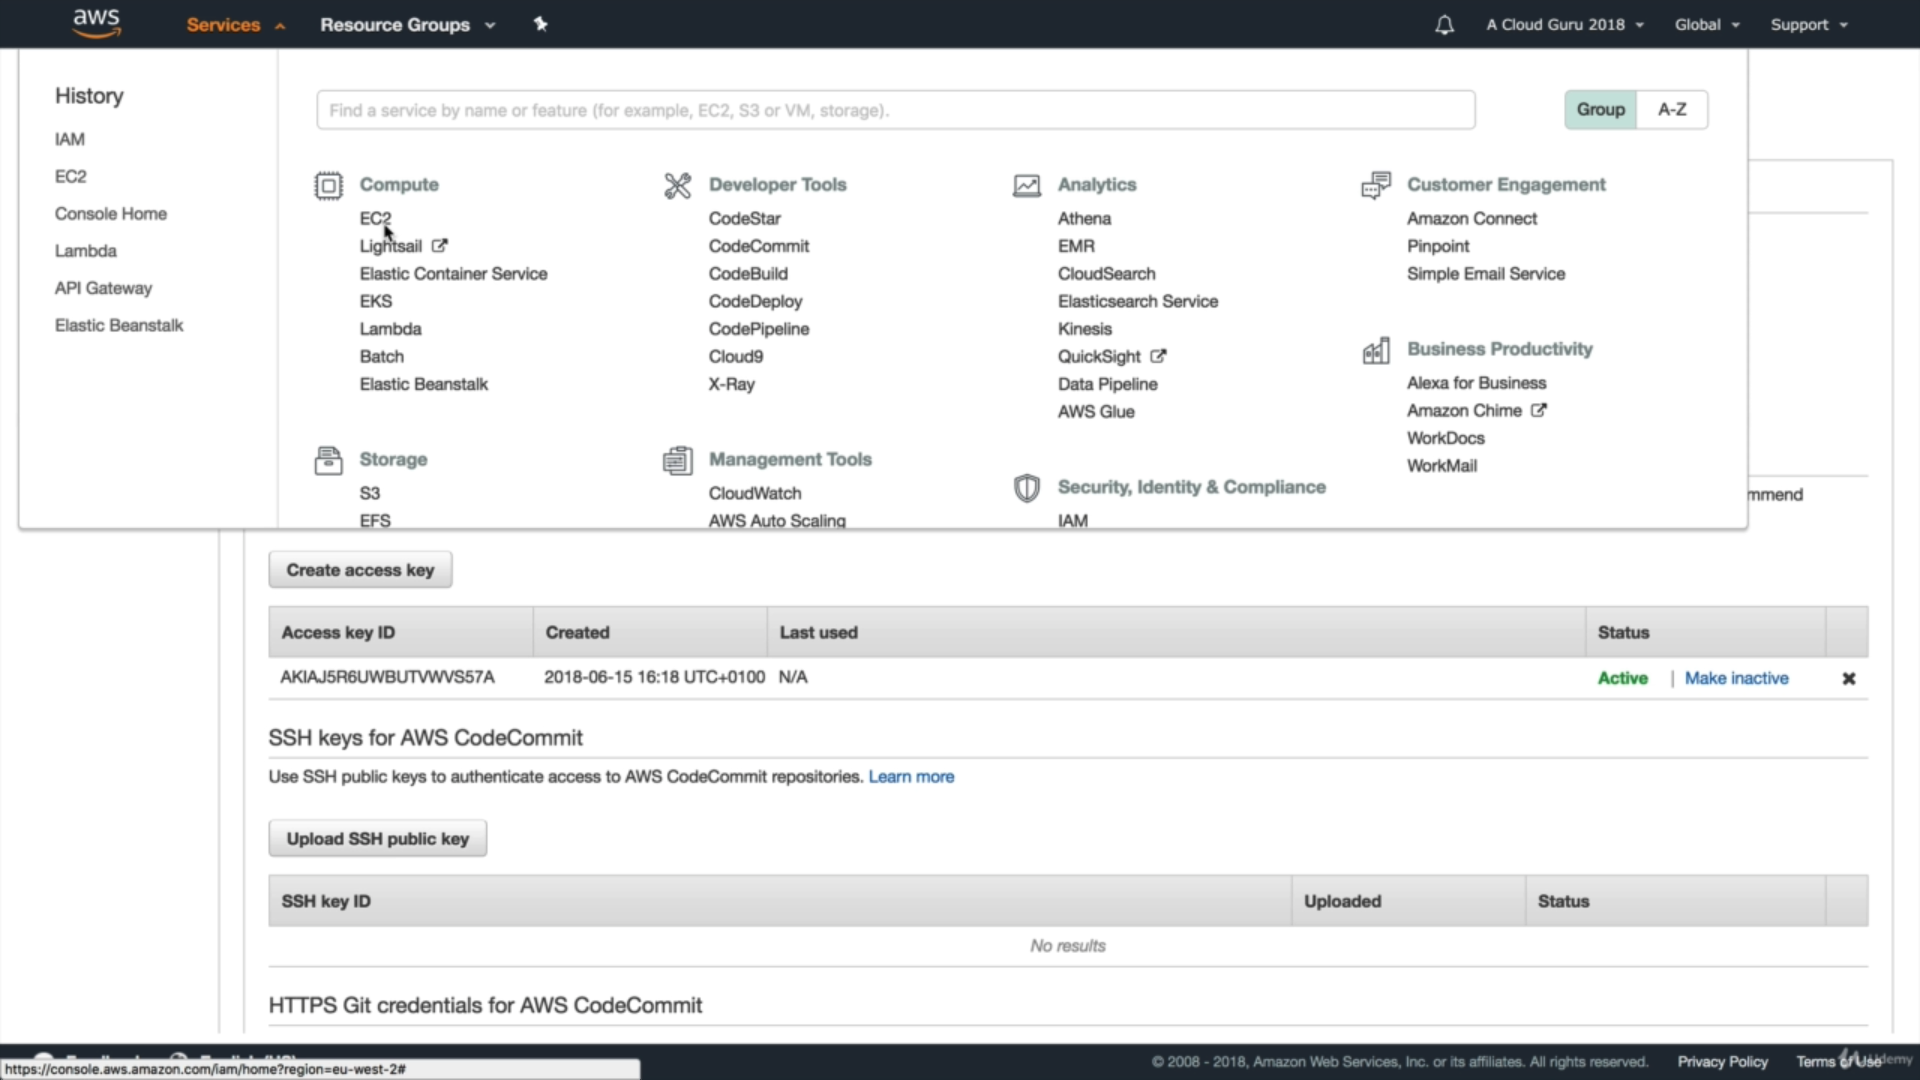 aws Services Resource Groups A Cloud Guru 2018 Global Support
History
IAM
EC2
Console Home
Lambda
API Gateway
Elastic Beanstalk
Find a service by name or feature (for example, EC2, S3 or VM, storage).
Group A-Z
Compute
EC2
Lightsail
Elastic Container Service
EKS
Lambda
Batch
Elastic Beanstalk
Storage
S3
EFS
Developer Tools
CodeStar
CodeCommit
CodeBuild
CodeDeploy
CodePipeline
Cloud9
X-Ray
Management Tools
CloudWatch
AWS Auto Scaling
Analytics
Athena
EMR
CloudSearch
Elasticsearch Service
Kinesis
QuickSight
Data Pipeline
AWS Glue
Security, Identity & Compliance
IAM
Customer Engagement
Amazon Connect
Pinpoint
Simple Email Service
Business Productivity
Alexa for Business
Amazon Chime
WorkDocs
WorkMail
mmend
Create access key
Access key ID Created Last used Status
AKIAJ5R6UWBUTVWVS57A 2018-06-15 16:18 UTC+0100 N/A Active | Make inactive
SSH keys for AWS CodeCommit
Use SSH public keys to authenticate access to AWS CodeCommit repositories. Learn more
Upload SSH public key
SSH key ID Uploaded Status
No results
HTTPS Git credentials for AWS CodeCommit
https://console.aws.amazon.com/iam/home?region=eu-west-2#
© 2008 - 2018, Amazon Web Services, Inc. or its affiliates. All rights reserved. Privacy Policy Terms of Use